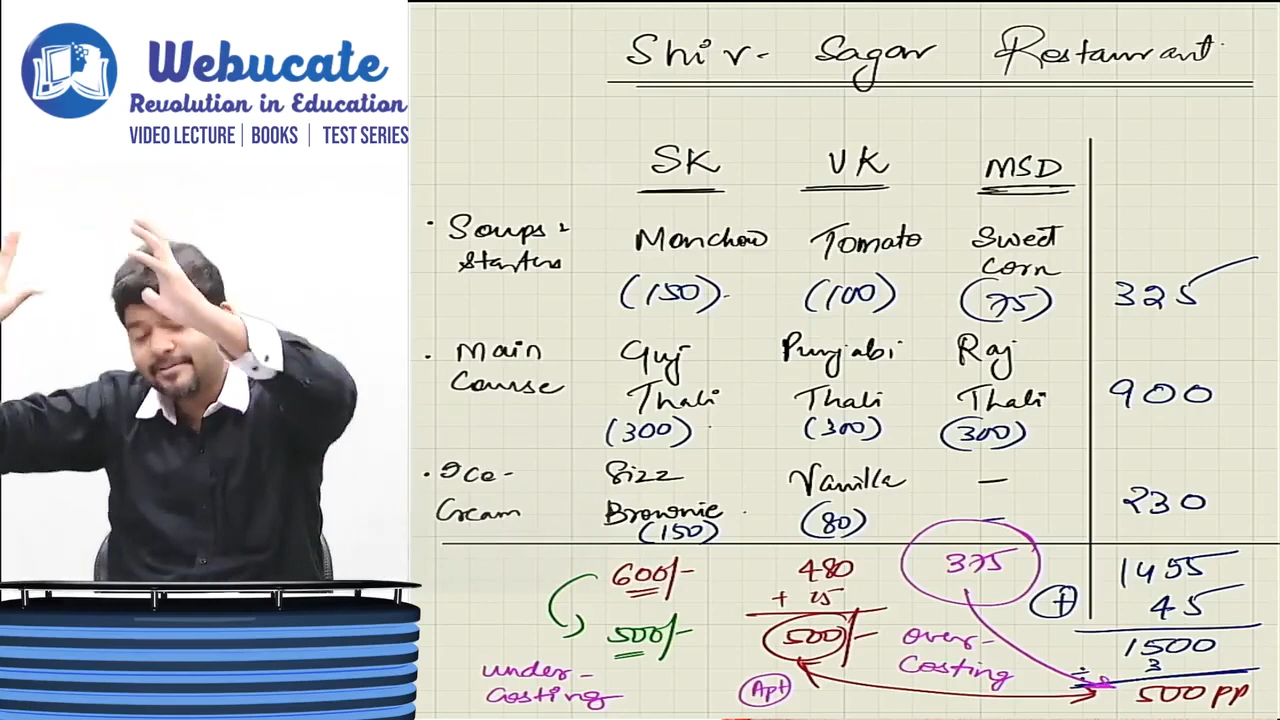 Webucate
Revolution in Education
VIDEO LECTURE | BOOKS | TEST SERIES
Shiv-Sagar Restaurant
SK VK MSD
• Soups & Starters
Manchow Tomato Sweet corn
(150) (100) (75) 325
• Main Course
Guj Thali Punjabi Thali Raj Thali
(300) (300) (300) 900
• Ice-Cream
Sizz Brownie Vanilla —
(150) (80) — 230
600/- 480 375 1455
+ 15 + 45
500/- 500/- 1500
÷ 3
under-costing Apt over-costing 500 pp